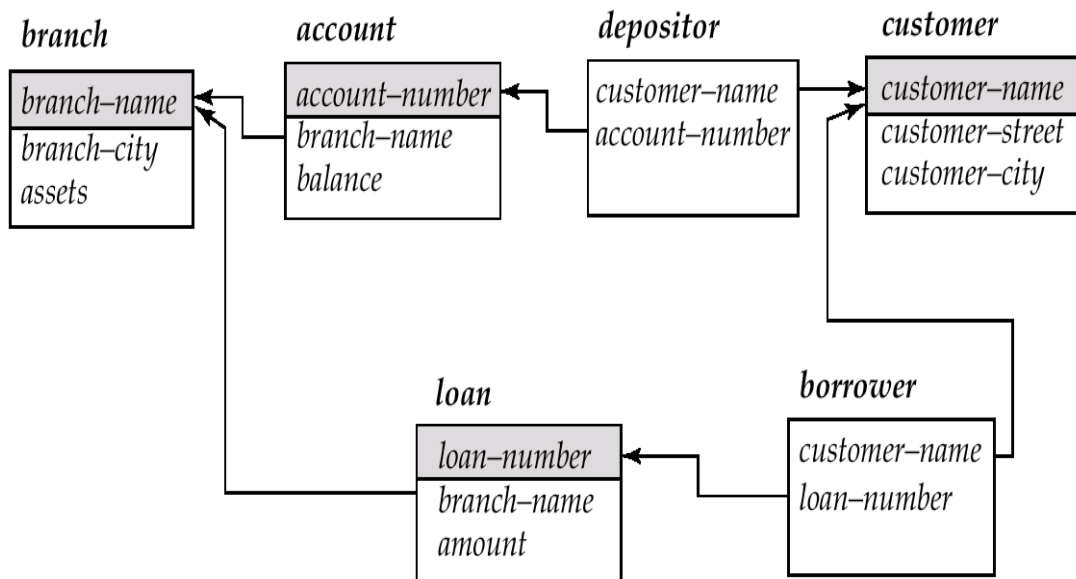 branch
branch–name
branch–city
assets
account
account–number
branch–name
balance
depositor
customer–name
account–number
customer
customer–name
customer–street
customer–city
loan
loan–number
branch–name
amount
borrower
customer–name
loan–number